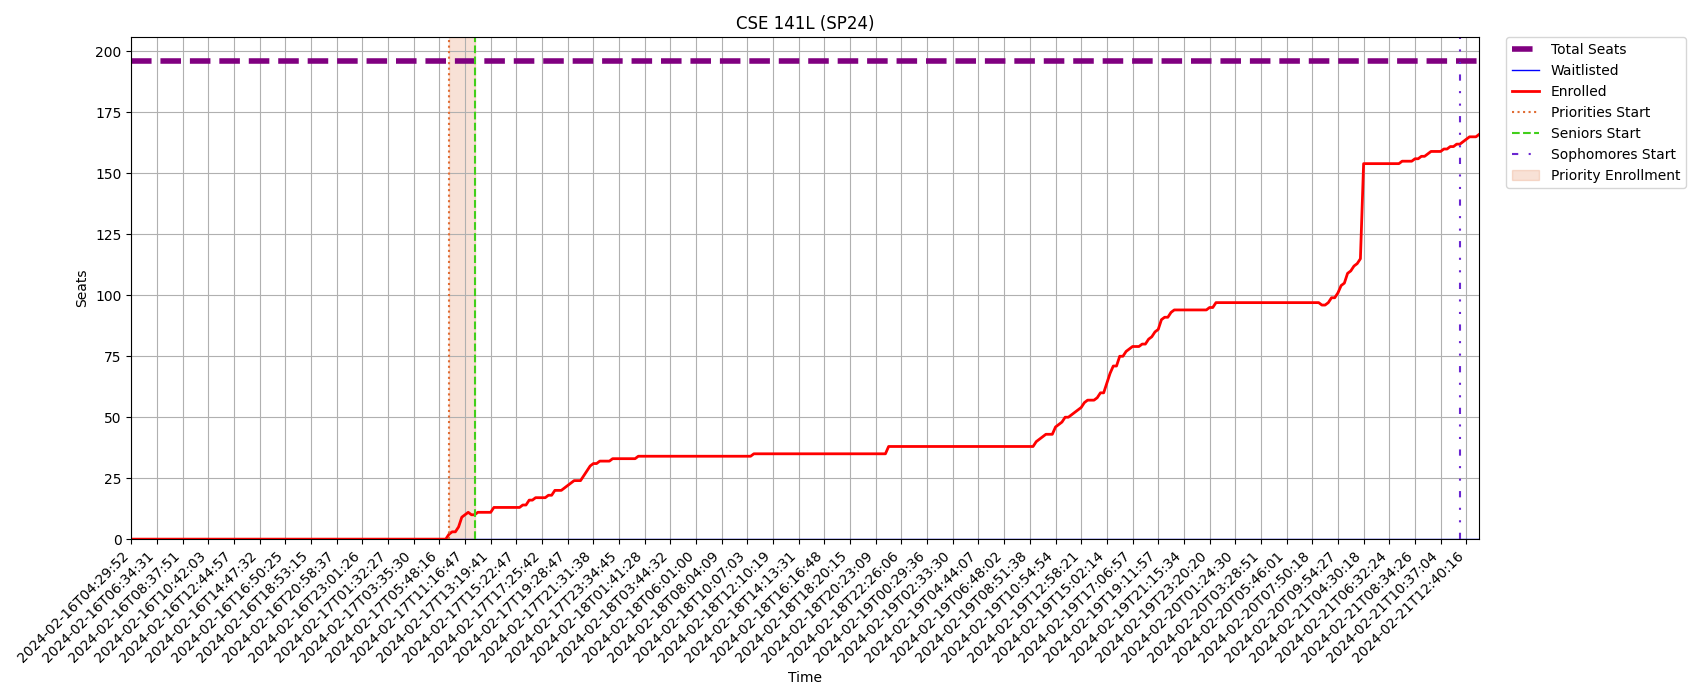 CSE 141L (SP24)
Total Seats
Waitlisted
Enrolled
Priorities Start
Seniors Start
Sophomores Start
Priority Enrollment
Seats
200
175
150
125
100
75
50
25
0
2024-02-16T04:29:52
2024-02-16T06:34:31
2024-02-16T08:37:51
2024-02-16T10:42:03
2024-02-16T12:44:57
2024-02-16T14:47:32
2024-02-16T16:50:25
2024-02-16T18:53:15
2024-02-16T20:58:37
2024-02-16T23:01:26
2024-02-17T01:32:27
2024-02-17T03:35:30
2024-02-17T05:48:16
2024-02-17T11:16:47
2024-02-17T13:19:41
2024-02-17T15:22:47
2024-02-17T17:25:42
2024-02-17T19:28:47
2024-02-17T21:31:38
2024-02-17T23:34:45
2024-02-18T01:41:28
2024-02-18T03:44:32
2024-02-18T06:01:00
2024-02-18T08:04:09
2024-02-18T10:07:03
2024-02-18T12:10:19
2024-02-18T14:13:31
2024-02-18T16:16:48
2024-02-18T18:20:15
2024-02-18T20:23:09
2024-02-18T22:26:06
2024-02-19T00:29:36
2024-02-19T02:33:30
2024-02-19T04:44:07
2024-02-19T06:48:02
2024-02-19T08:51:38
2024-02-19T10:54:54
2024-02-19T12:58:21
2024-02-19T15:02:14
2024-02-19T17:06:57
2024-02-19T19:11:57
2024-02-19T21:15:34
2024-02-19T23:20:20
2024-02-20T01:24:30
2024-02-20T03:28:51
2024-02-20T05:46:01
2024-02-20T07:50:18
2024-02-20T09:54:27
2024-02-21T04:30:18
2024-02-21T06:32:24
2024-02-21T08:34:26
2024-02-21T10:37:04
2024-02-21T12:40:16
Time